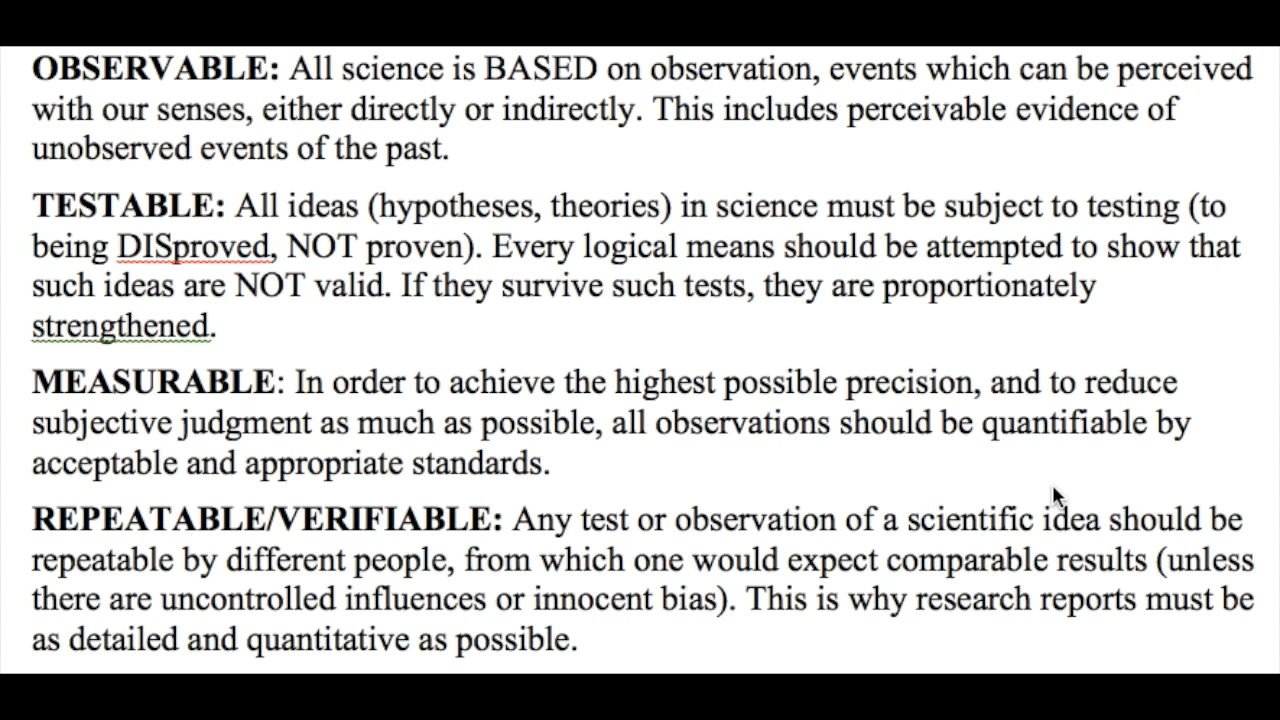 OBSERVABLE: All science is BASED on observation, events which can be perceived
with our senses, either directly or indirectly. This includes perceivable evidence of
unobserved events of the past.
TESTABLE: All ideas (hypotheses, theories) in science must be subject to testing (to
being DISproved, NOT proven). Every logical means should be attempted to show that
such ideas are NOT valid. If they survive such tests, they are proportionately
strengthened.
MEASURABLE: In order to achieve the highest possible precision, and to reduce
subjective judgment as much as possible, all observations should be quantifiable by
acceptable and appropriate standards.
REPEATABLE/VERIFIABLE: Any test or observation of a scientific idea should be
repeatable by different people, from which one would expect comparable results (unless
there are uncontrolled influences or innocent bias). This is why research reports must be
as detailed and quantitative as possible.